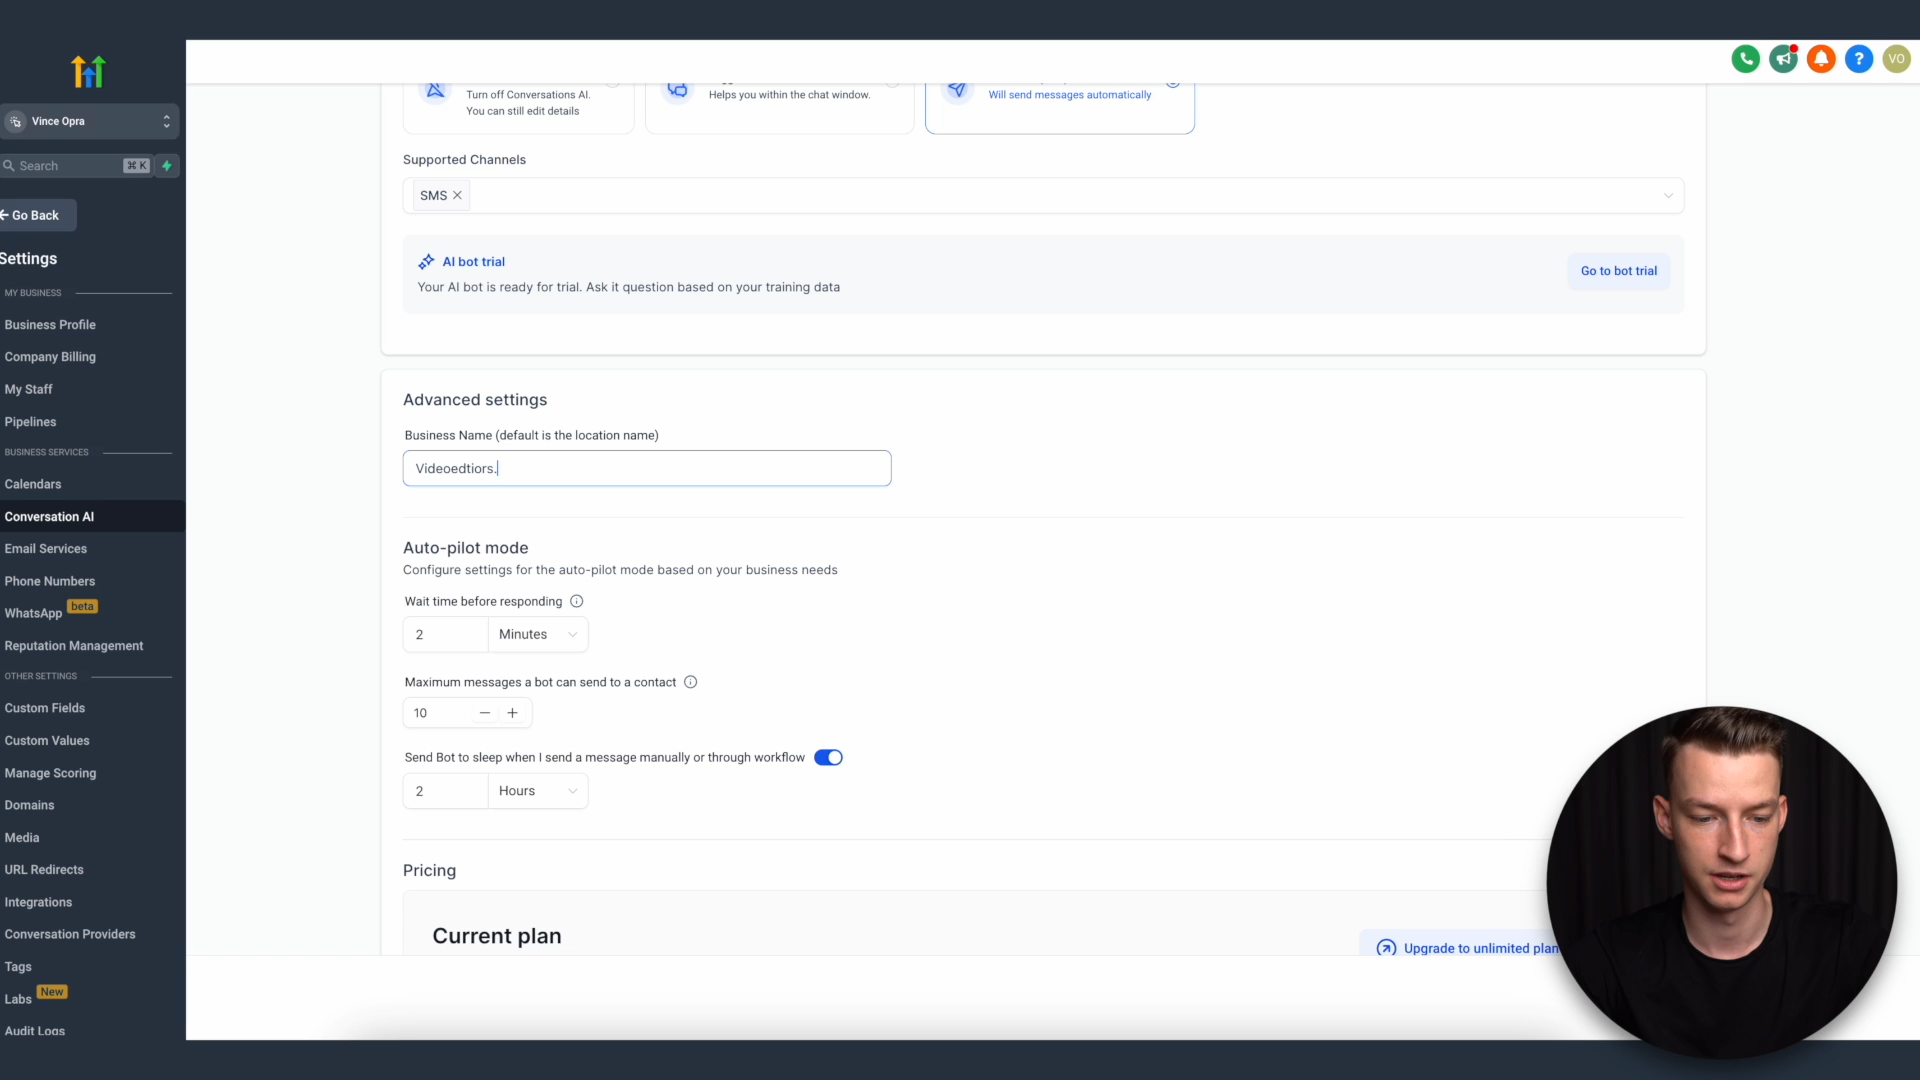 VO
Vince Opra
Search ⌘ K
Go Back
Settings
MY BUSINESS
Business Profile
Company Billing
My Staff
Pipelines
BUSINESS SERVICES
Calendars
Conversation AI
Email Services
Phone Numbers
WhatsApp beta
Reputation Management
OTHER SETTINGS
Custom Fields
Custom Values
Manage Scoring
Domains
Media
URL Redirects
Integrations
Conversation Providers
Tags
Labs New
Audit Logs
Turn off Conversations AI.
You can still edit details
Helps you within the chat window.
Will send messages automatically
Supported Channels
SMS
AI bot trial
Your AI bot is ready for trial. Ask it question based on your training data
Go to bot trial
Advanced settings
Business Name (default is the location name)
Videoedtiors.
Auto-pilot mode
Configure settings for the auto-pilot mode based on your business needs
Wait time before responding
2 Minutes
Maximum messages a bot can send to a contact
10
Send Bot to sleep when I send a message manually or through workflow
2 Hours
Pricing
Current plan
Upgrade to unlimited plan